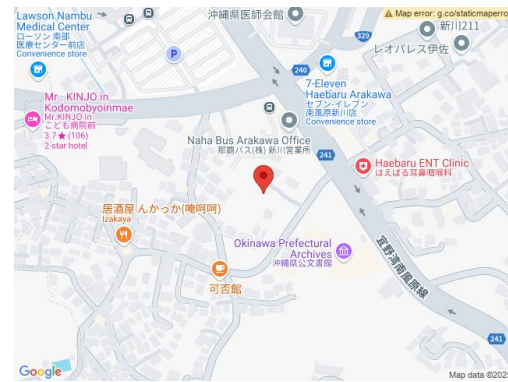 Lawson Nambu
Medical Center
ローソン 南部
医療センター前店
Convenience store
沖縄県医師会館
Map error: g.co/staticmaperro
新川211
レオパレス伊佐
329
P
240
7-Eleven
Haebaru Arakawa
セブン-イレブン
南風原新川店
Convenience store
Mr. KINJO in
Kodomobyoinmae
Mr.KINJO in
こども病院前
3.7★(106)
2-star hotel
Naha Bus Arakawa Office
那覇バス(株) 新川営業所
241
Haebaru ENT Clinic
はえばる耳鼻咽喉科
居酒屋 んかっか(唵呵呵)
Izakaya
Okinawa Prefectural
Archives
沖縄県公文書館
宜野湾南風原線
可否館
241
Google
Map data ©2025